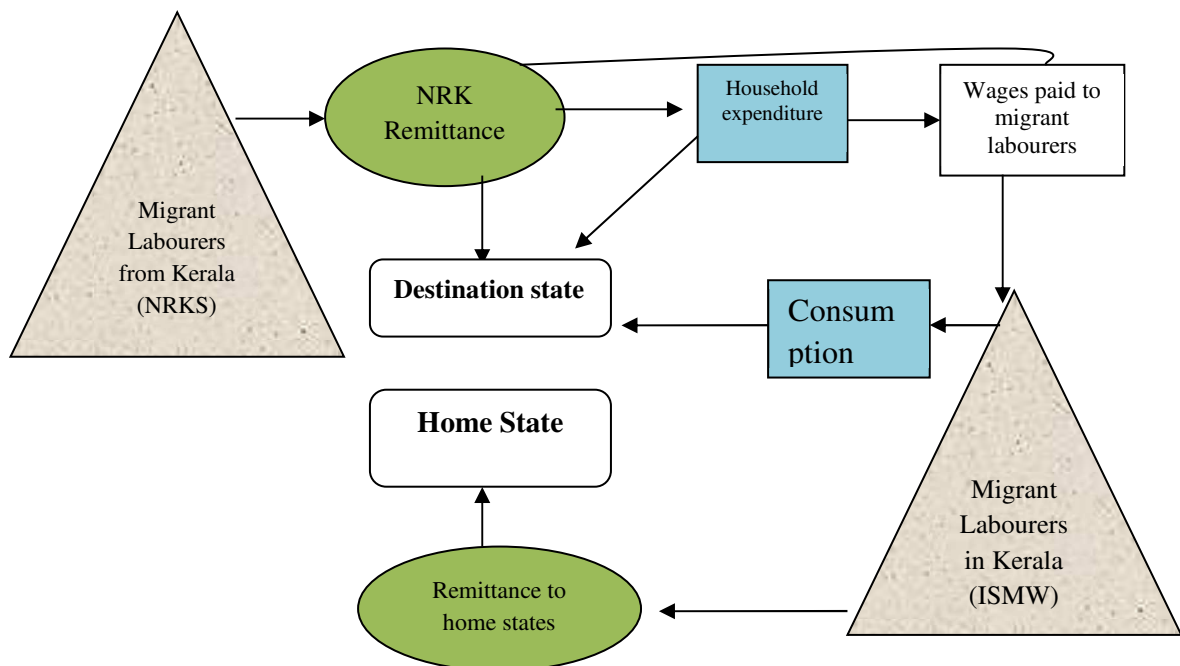 NRK
Remittance
Household
expenditure
Wages paid to
migrant
labourers
Migrant
Labourers
from Kerala
(NRKS)
Destination state
Consum
ption
Home State
Migrant
Labourers
in Kerala
(ISMW)
Remittance to
home states